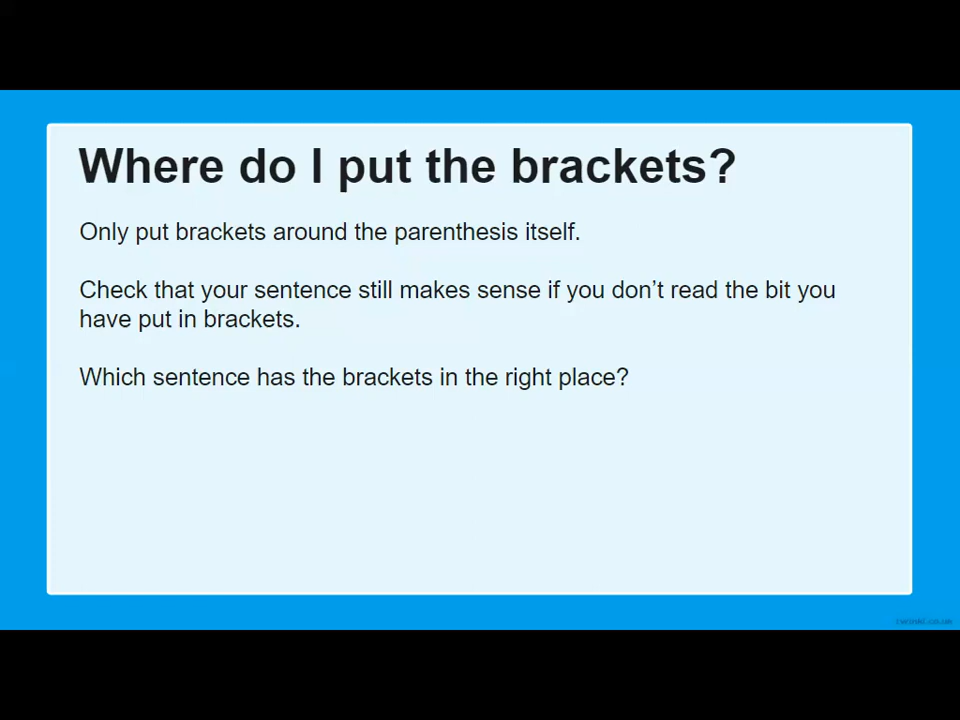 Where do I put the brackets?
Only put brackets around the parenthesis itself.
Check that your sentence still makes sense if you don’t read the bit you
have put in brackets.
Which sentence has the brackets in the right place?